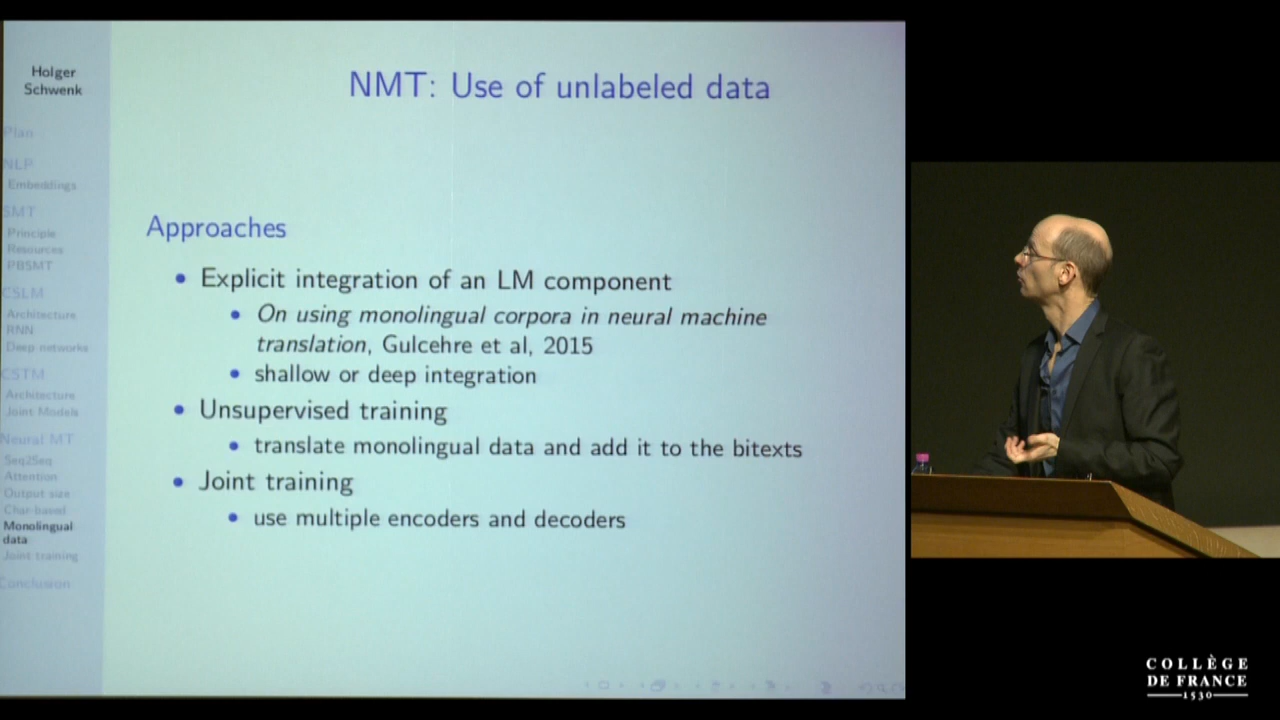 Holger
Schwenk
Plan
NLP
Embeddings
SMT
Principle
Resources
PBSMT
CSLM
Architecture
RNN
Deep networks
CSTM
Architecture
Joint Models
Neural MT
Seq2Seq
Attention
Output size
Char-based
Monolingual
data
Joint training
Conclusion
NMT: Use of unlabeled data
Approaches
• Explicit integration of an LM component
• On using monolingual corpora in neural machine
translation, Gulcehre et al, 2015
• shallow or deep integration
• Unsupervised training
• translate monolingual data and add it to the bitexts
• Joint training
• use multiple encoders and decoders
COLLÈGE
DE FRANCE
1530